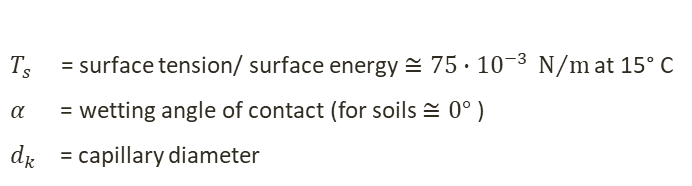 T_s = surface tension/ surface energy ≅ 75 · 10⁻³ N/m at 15° C
α = wetting angle of contact (for soils ≅ 0° )
d_k = capillary diameter